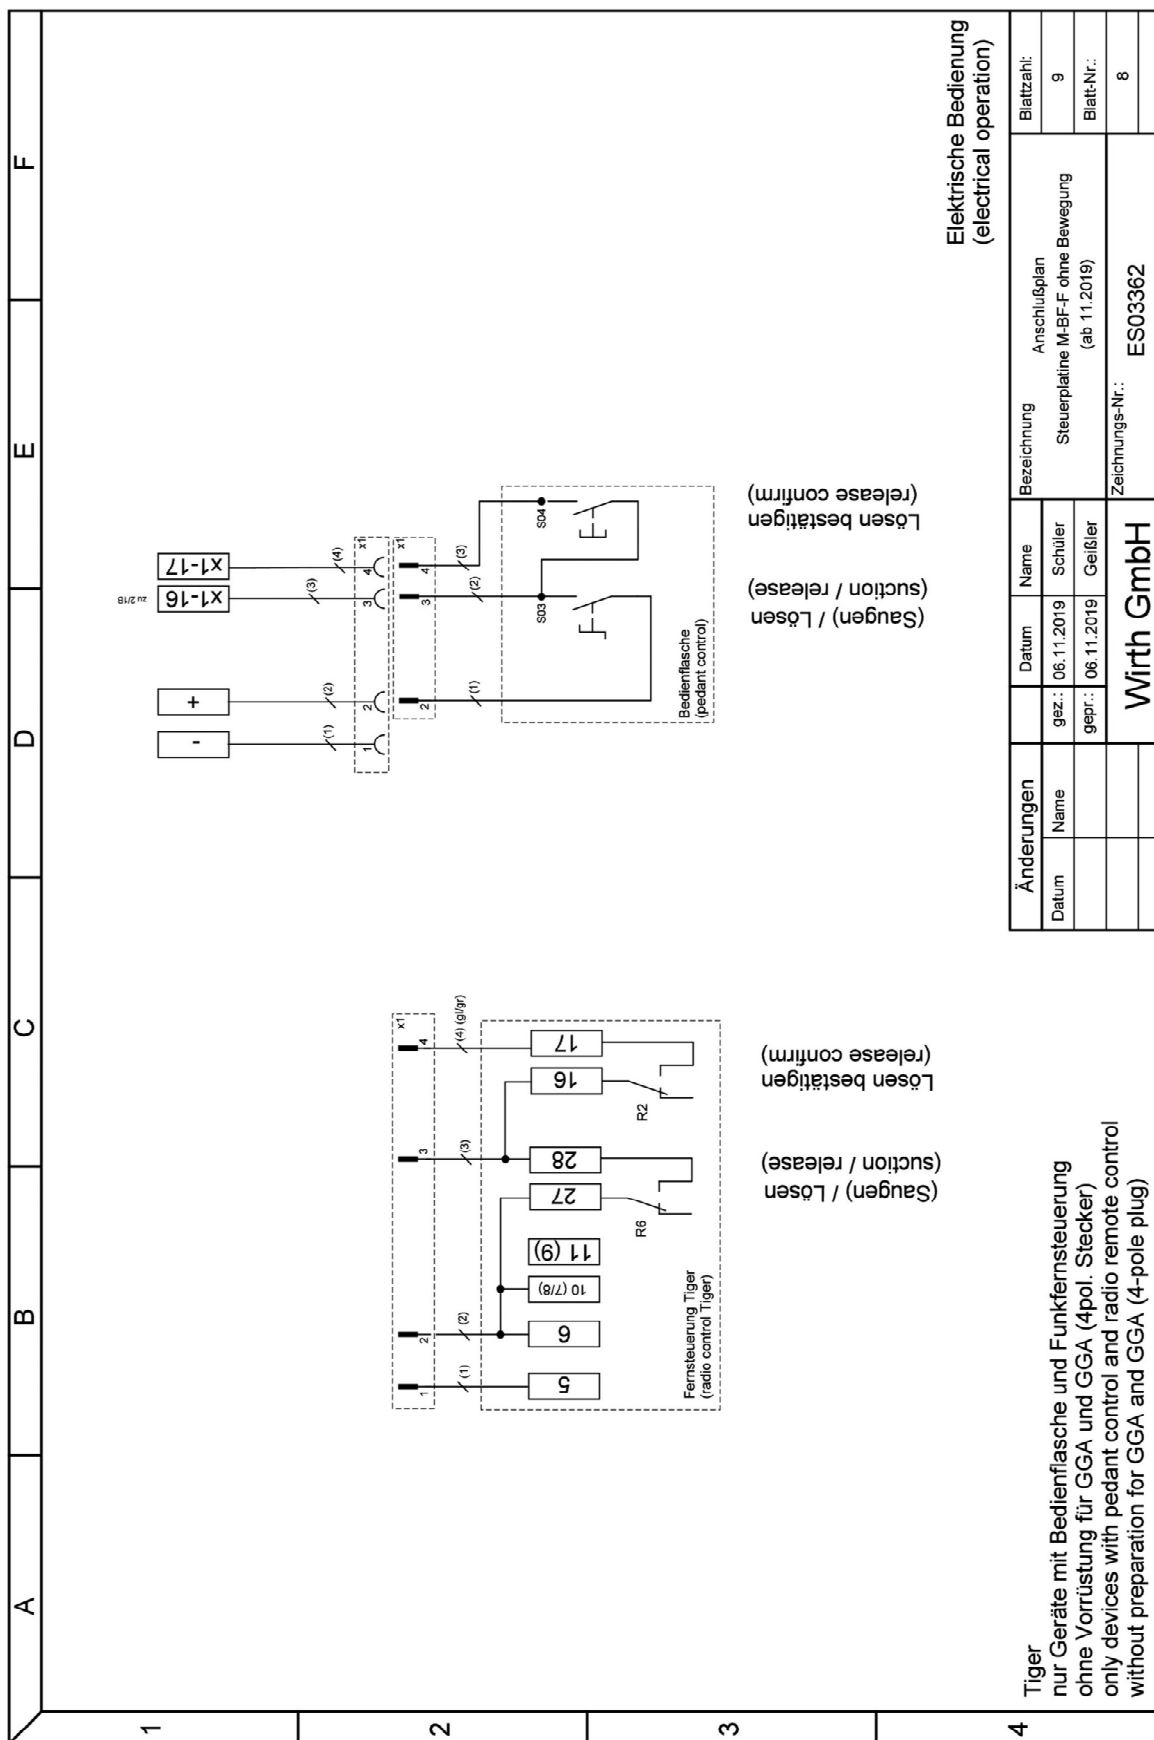 A
B
C
D
E
F
1
2
3
4
x1
1
2
3
4
(1)
(2)
(3)
(4) (gl/gr)
5
6
10 (7/8)
11 (9)
27
28
16
17
R6
R2
Fernsteuerung Tiger
(radio control Tiger)
(Saugen) / Lösen
(suction / release)
Lösen bestätigen
(release confirm)
-
+
x1-16
x1-17
zu 2/1B
(1)
(2)
(3)
(4)
x1
1
2
3
4
x1
2
3
4
(1)
(2)
(3)
S03
S04
Bedienflasche
(pedant control)
(Saugen) / Lösen
(suction / release)
Lösen bestätigen
(release confirm)
Elektrische Bedienung
(electrical operation)
Tiger
nur Geräte mit Bedienflasche und Funkfernsteuerung
ohne Vorrüstung für GGA und GGA (4pol. Stecker)
only devices with pedant control and radio remote control
without preparation for GGA and GGA (4-pole plug)
Änderungen
Datum Name
Datum Name
gez.: 06.11.2019 Schüler
gepr.: 06.11.2019 Geißler
Wirth GmbH
Bezeichnung
Anschlußplan
Steuerplatine M-BF-F ohne Bewegung
(ab 11.2019)
Zeichnungs-Nr.:
ES03362
Blattzahl:
9
Blatt-Nr.:
8